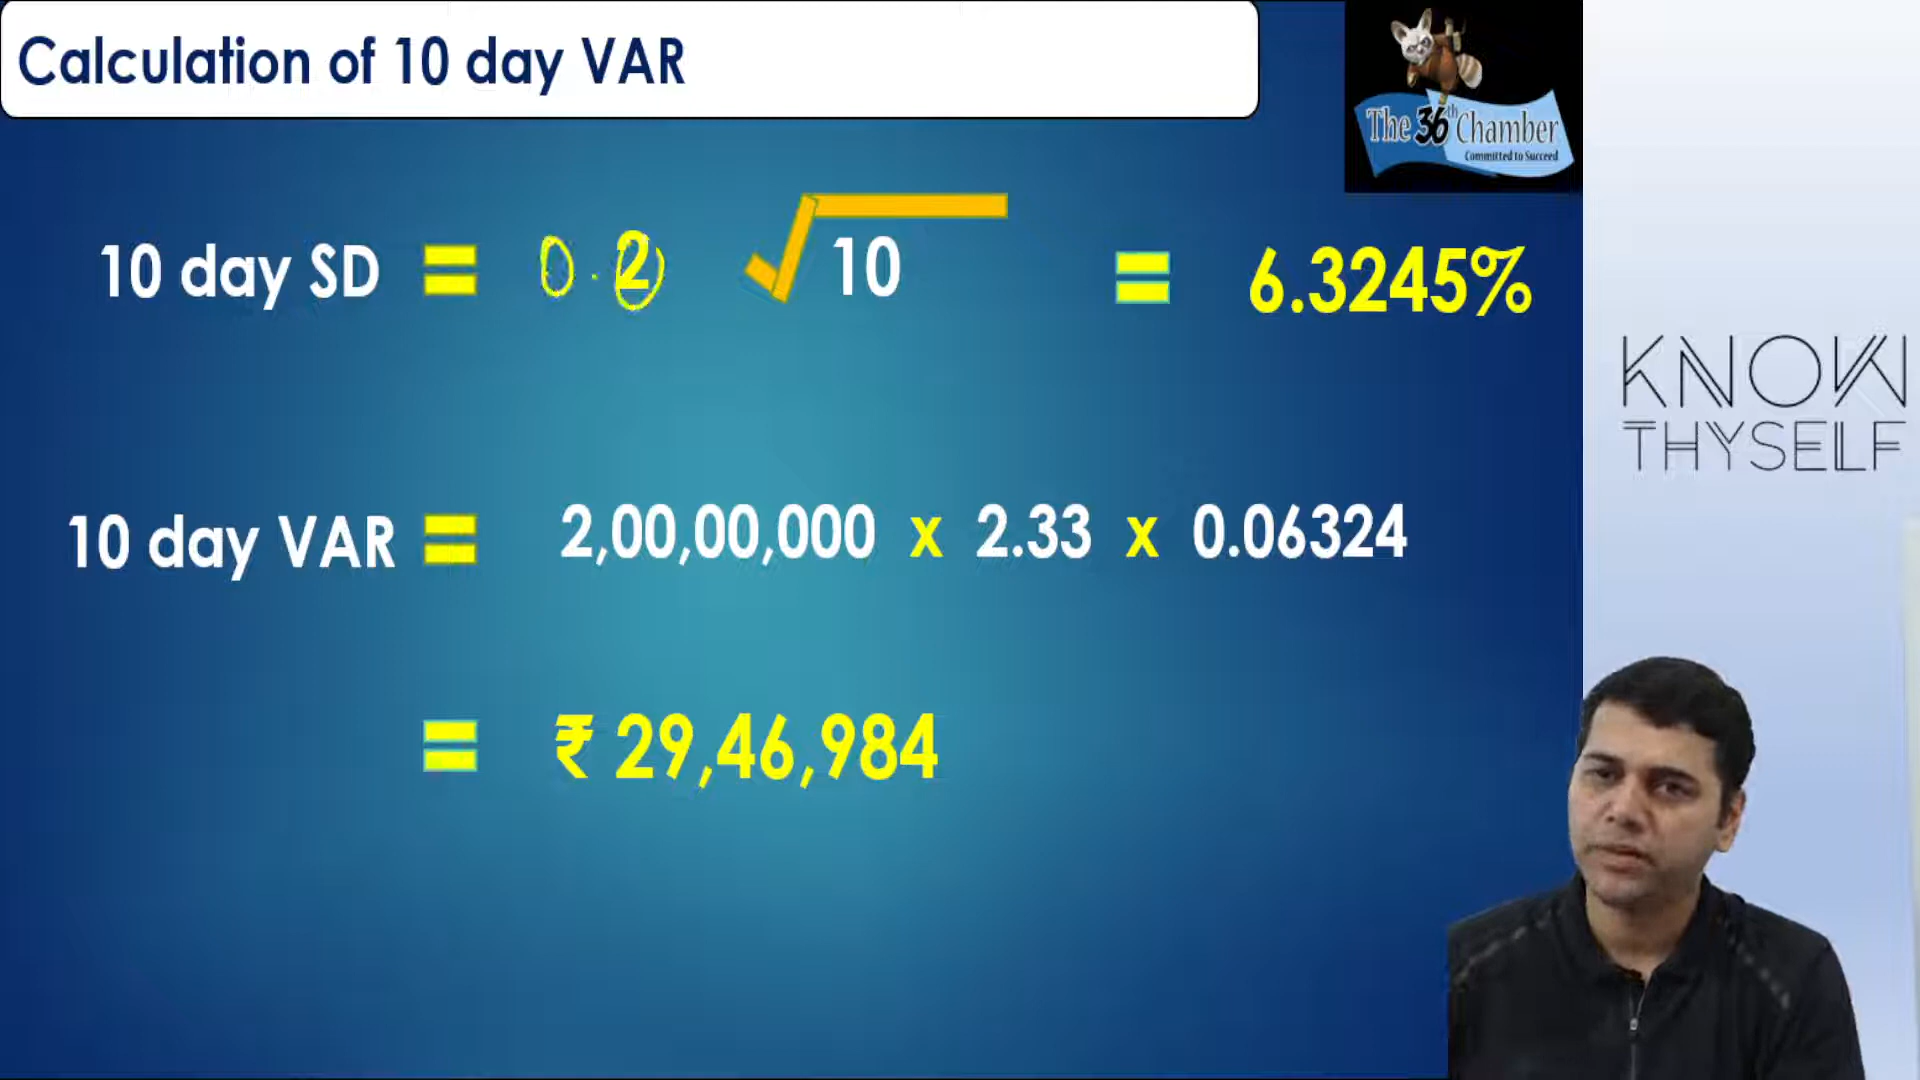 Calculation of 10 day VAR
The 36th Chamber
Committed to Succeed
10 day SD = 0.2 √10 = 6.3245%
KNOW
THYSELF
10 day VAR = 2,00,00,000 x 2.33 x 0.06324
= ₹ 29,46,984